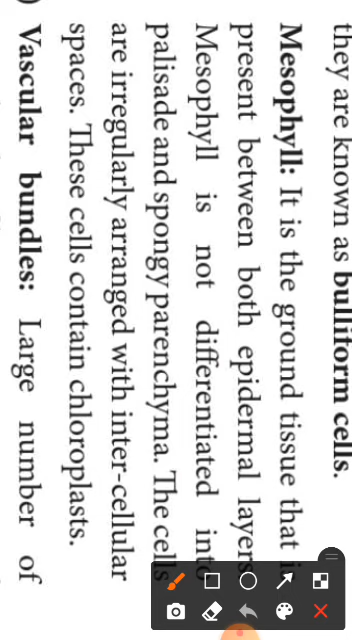 they are known as bulliform cells.
Mesophyll: It is the ground tissue that is
present between both epidermal layers
Mesophyll is not differentiated into
palisade and spongy parenchyma. The cells
are irregularly arranged with inter-cellular
spaces. These cells contain chloroplasts.
Vascular bundles: Large number of